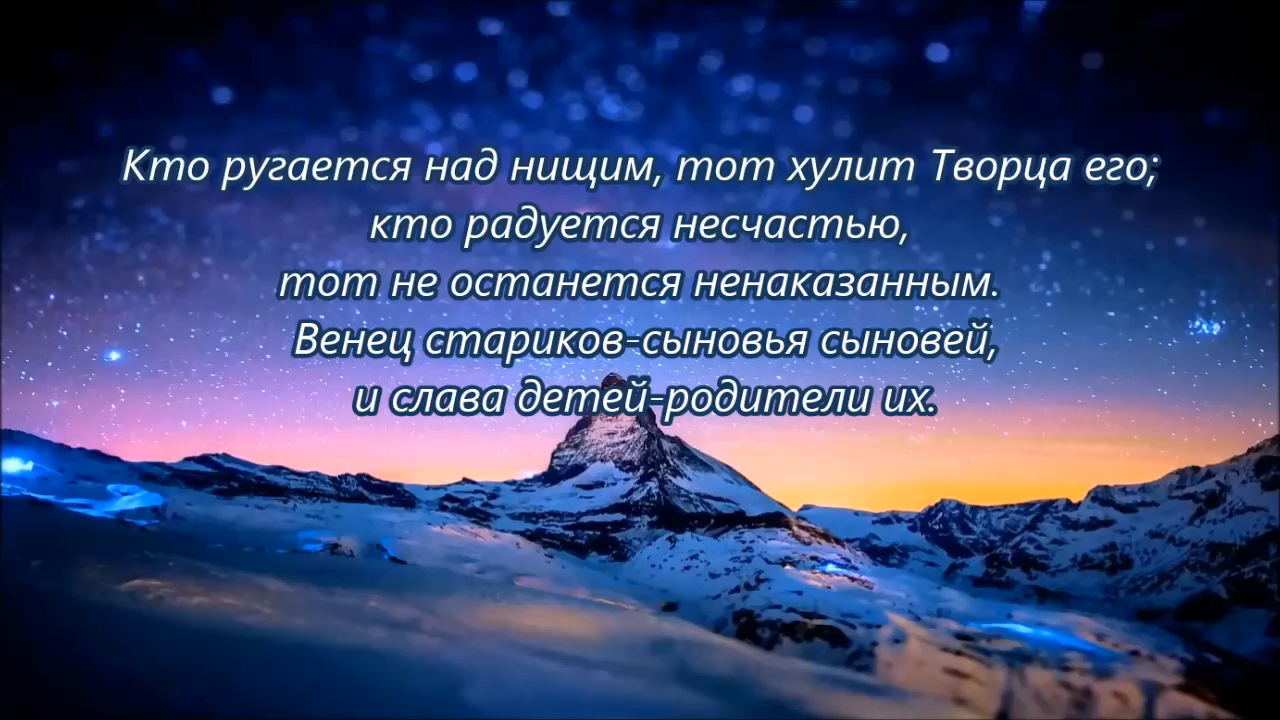 Кто ругается над нищим, тот хулит Творца его;
кто радуется несчастью,
тот не останется ненаказанным.
Венец стариков-сыновья сыновей,
и слава детей-родители их.